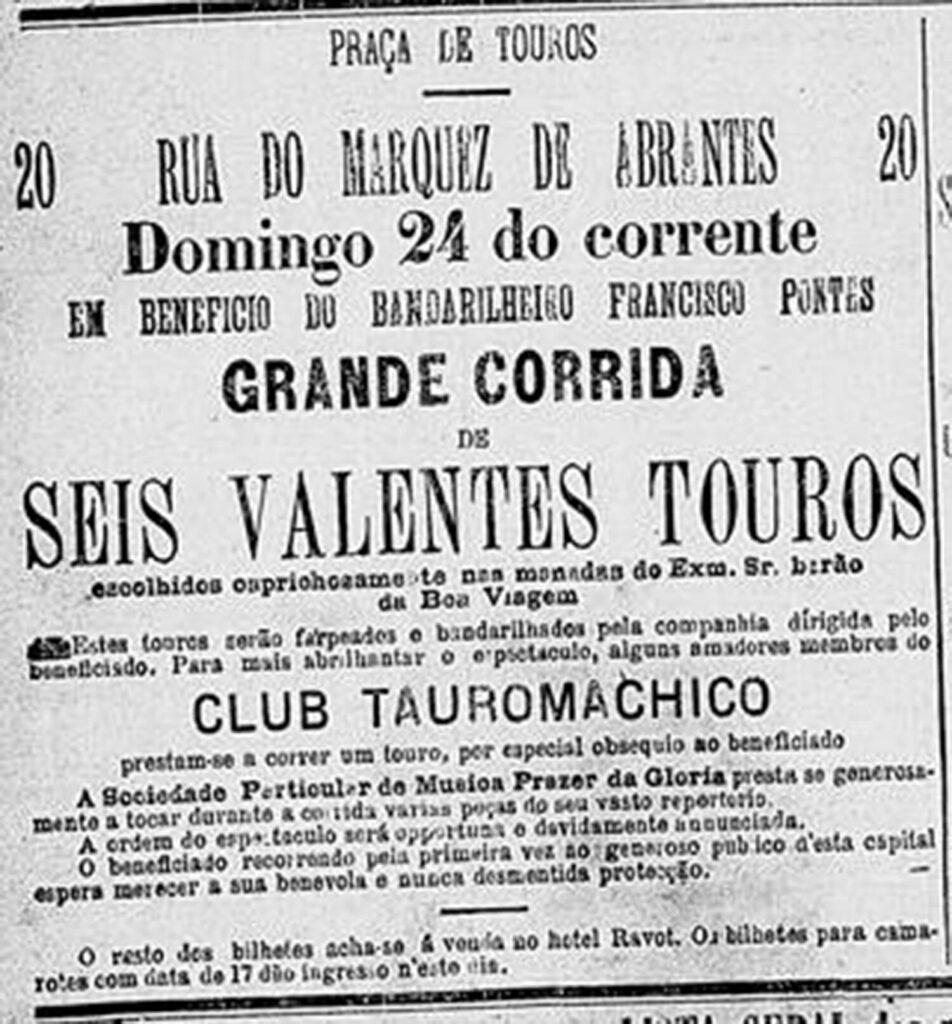 PRAÇA DE TOUROS
20 RUA DO MARQUEZ DE ABRANTES 20
Domingo 24 do corrente
EM BENEFICIO DO BANDARILHEIRO FRANCISCO PONTES
GRANDE CORRIDA
DE
SEIS VALENTES TOUROS
escolhidos caprichosamente nas manadas do Exm. Sr. barão
da Boa Viagem
Estes touros serão farpeados e bandarilhados pela companhia dirigida pelo
beneficiado. Para mais abrilhantar o espectaculo, alguns amadores membros do
CLUB TAUROMACHICO
prestam-se a correr um touro, por especial obsequio ao beneficiado
A Sociedade Particular de Musica Prazer da Gloria presta se generosa-
mente a tocar durante a corrida varias peças do seu vasto reportorio.
A ordem do espectaculo será opportuna e devidamente annunciada.
O beneficiado recorrendo pela primeira vez ao generoso publico d'esta capital
espera merecer a sua benevola e nunca desmentida protecção.
O resto dos bilhetes acha-se á venda no hotel Ravot. Os bilhetes para cama-
rotes com data de 17 dão ingresso n'este dia.